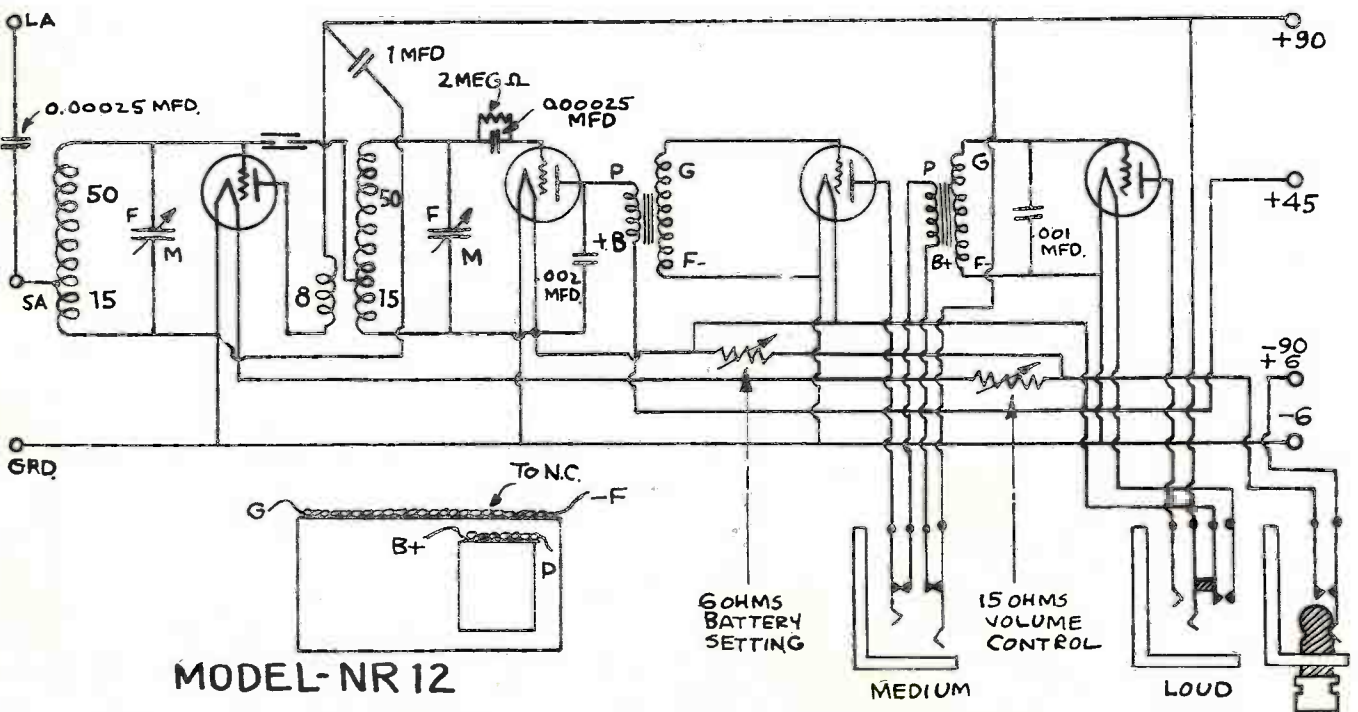 LA
+90
1 MFD
2 MEG Ω
0.00025 MFD.
0.00025
MFD
P
G
P
G
50
F
M
50
F
M
+45
+B
F-
B+
F-
.001
MFD.
SA
15
8
15
.002
MFD.
-90
+6
-6
GRD.
TO N.C.
G
-F
B+
P
6 OHMS
BATTERY
SETTING
15 OHMS
VOLUME
CONTROL
MODEL-NR 12
MEDIUM
LOUD